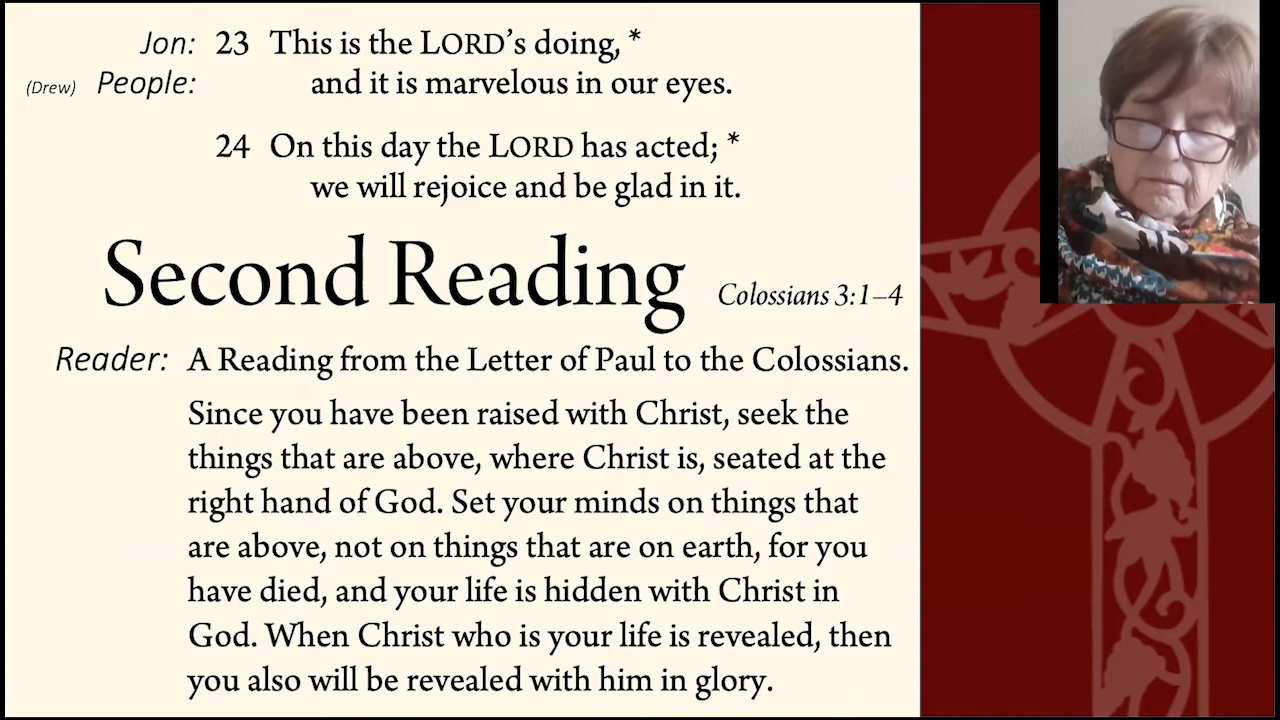 Jon: 23 This is the LORD’s doing, *
(Drew) People: and it is marvelous in our eyes.
24 On this day the LORD has acted; *
we will rejoice and be glad in it.
Second Reading Colossians 3:1–4
Reader: A Reading from the Letter of Paul to the Colossians.
Since you have been raised with Christ, seek the
things that are above, where Christ is, seated at the
right hand of God. Set your minds on things that
are above, not on things that are on earth, for you
have died, and your life is hidden with Christ in
God. When Christ who is your life is revealed, then
you also will be revealed with him in glory.